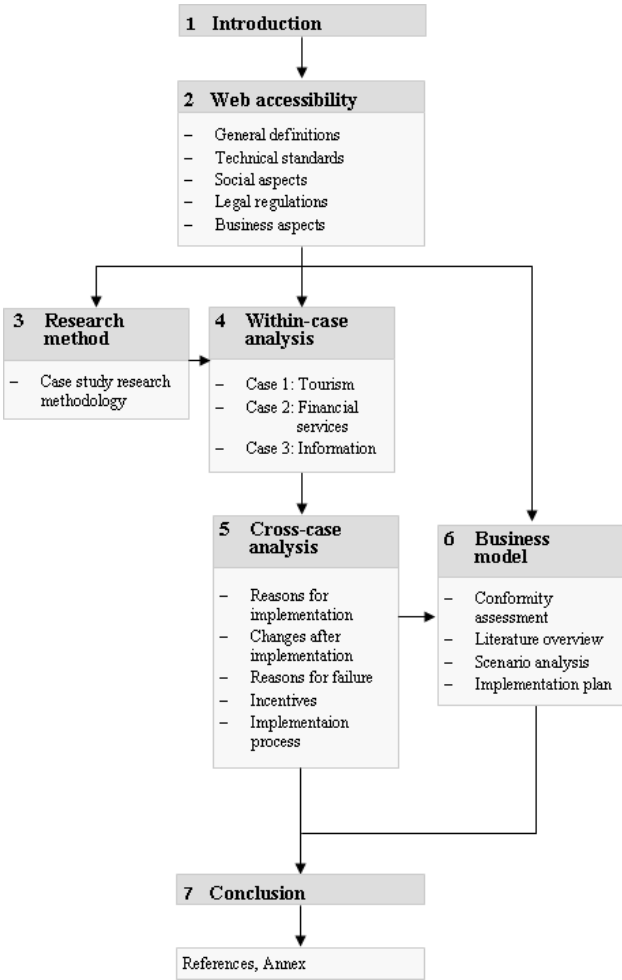 1 Introduction
2 Web accessibility
– General definitions
– Technical standards
– Social aspects
– Legal regulations
– Business aspects
3 Research
method
– Case study research
methodology
4 Within-case
analysis
– Case 1: Tourism
– Case 2: Financial
services
– Case 3: Information
5 Cross-case
analysis
– Reasons for
implementation
– Changes after
implementation
– Reasons for failure
– Incentives
– Implementaion
process
6 Business
model
– Conformity
assessment
– Literature overview
– Scenario analysis
– Implementation plan
7 Conclusion
References, Annex